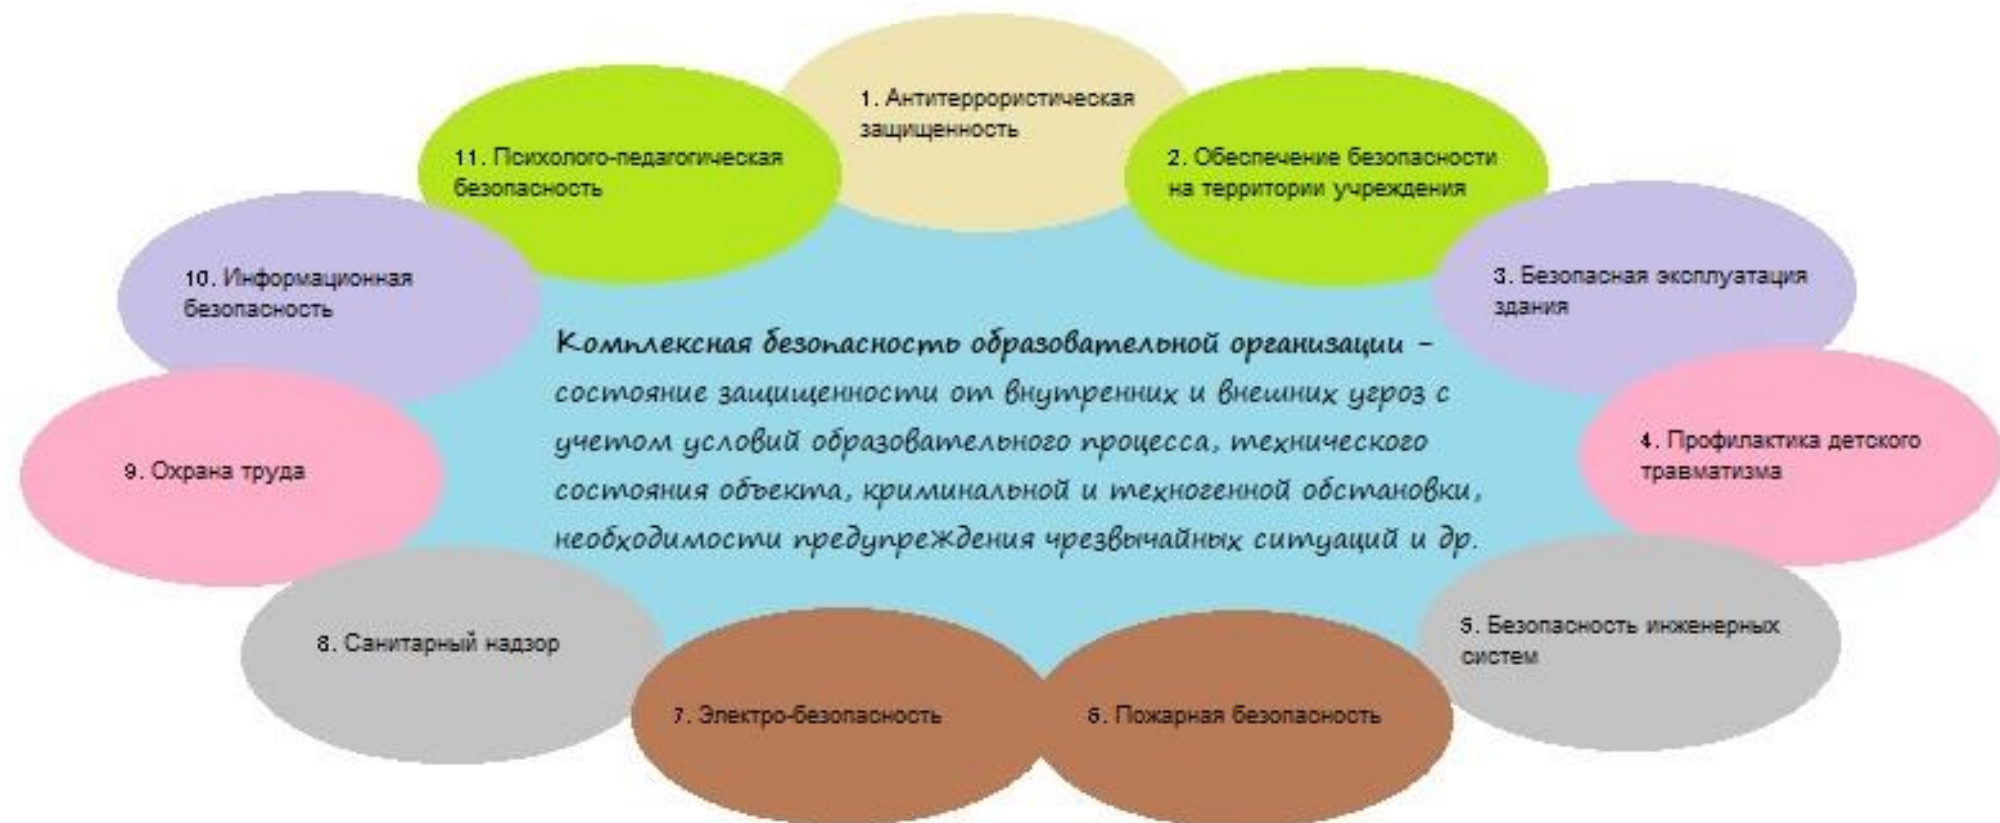 1. Антитеррористическая
защищенность
2. Обеспечение безопасности
на территории учреждения
3. Безопасная эксплуатация
здания
4. Профилактика детского
травматизма
5. Безопасность инженерных
систем
6. Пожарная безопасность
7. Электро-безопасность
8. Санитарный надзор
9. Охрана труда
10. Информационная
безопасность
11. Психолого-педагогическая
безопасность
Комплексная безопасность образовательной организации –
состояние защищенности от внутренних и внешних угроз с
учетом условий образовательного процесса, технического
состояния объекта, криминальной и техногенной обстановки,
необходимости предупреждения чрезвычайных ситуаций и др.